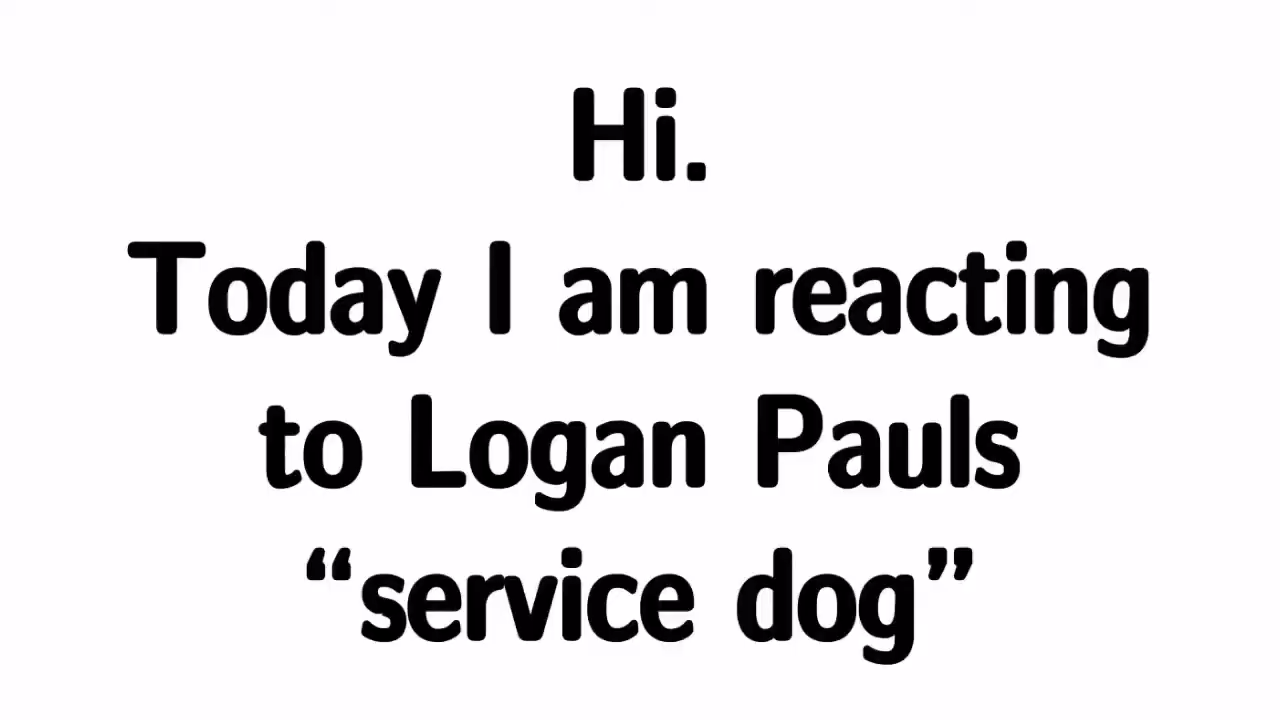 Hi.
Today I am reacting
to Logan Pauls
“service dog”